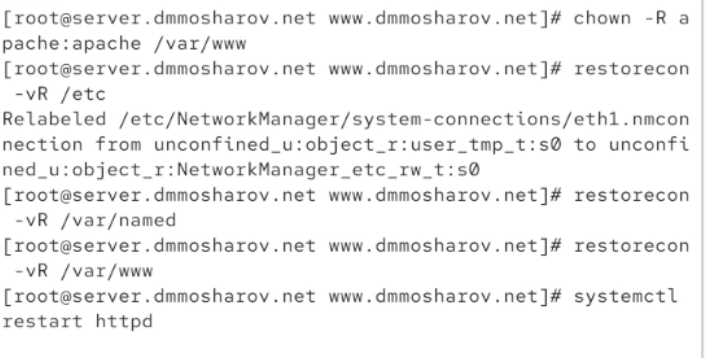 [root@server.dmmosharov.net www.dmmosharov.net]# chown -R a
pache:apache /var/www
[root@server.dmmosharov.net www.dmmosharov.net]# restorecon
 -vR /etc
Relabeled /etc/NetworkManager/system-connections/eth1.nmcon
nection from unconfined_u:object_r:user_tmp_t:s0 to unconfi
ned_u:object_r:NetworkManager_etc_rw_t:s0
[root@server.dmmosharov.net www.dmmosharov.net]# restorecon
 -vR /var/named
[root@server.dmmosharov.net www.dmmosharov.net]# restorecon
 -vR /var/www
[root@server.dmmosharov.net www.dmmosharov.net]# systemctl
restart httpd